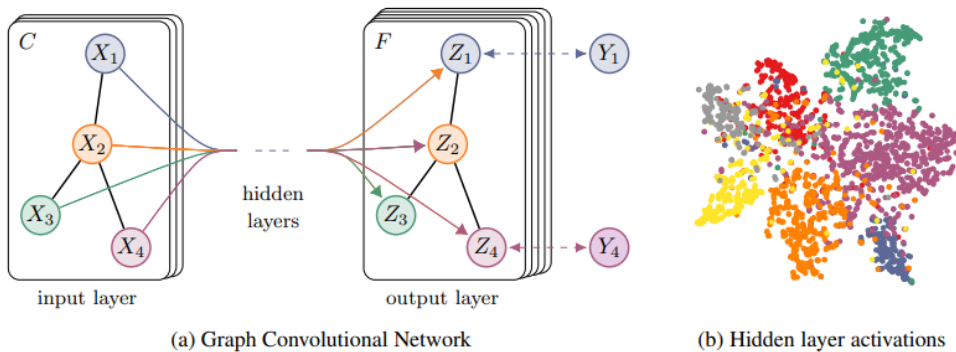 C
X1
X2
X3
X4
input layer
hidden
layers
F
Z1
Z2
Z3
Z4
output layer
Y1
Y4
(a) Graph Convolutional Network
(b) Hidden layer activations